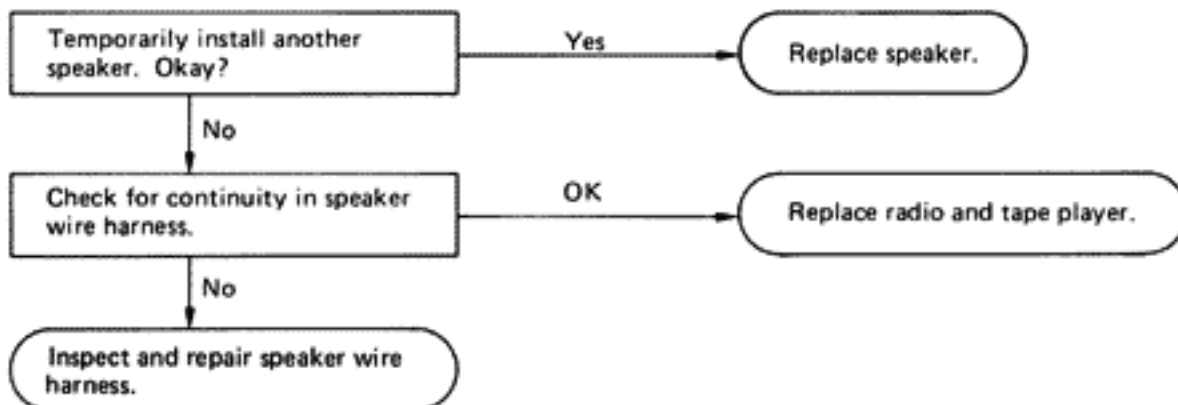 Temporarily install another
speaker. Okay?
Yes
Replace speaker.
No
Check for continuity in speaker
wire harness.
OK
Replace radio and tape player.
No
Inspect and repair speaker wire
harness.